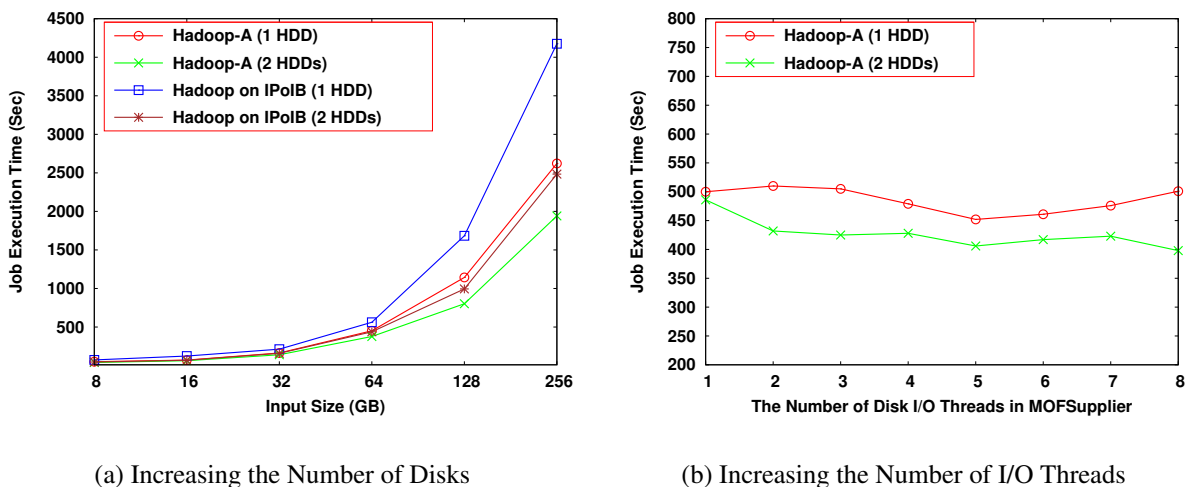 4500
4000
3500
3000
2500
2000
1500
1000
500
Job Execution Time (Sec)
Hadoop-A (1 HDD)
Hadoop-A (2 HDDs)
Hadoop on IPoIB (1 HDD)
Hadoop on IPoIB (2 HDDs)
8 16 32 64 128 256
Input Size (GB)
(a) Increasing the Number of Disks
800
750
700
650
600
550
500
450
400
350
300
250
200
Job Execution Time (Sec)
Hadoop-A (1 HDD)
Hadoop-A (2 HDDs)
1 2 3 4 5 6 7 8
The Number of Disk I/O Threads in MOFSupplier
(b) Increasing the Number of I/O Threads